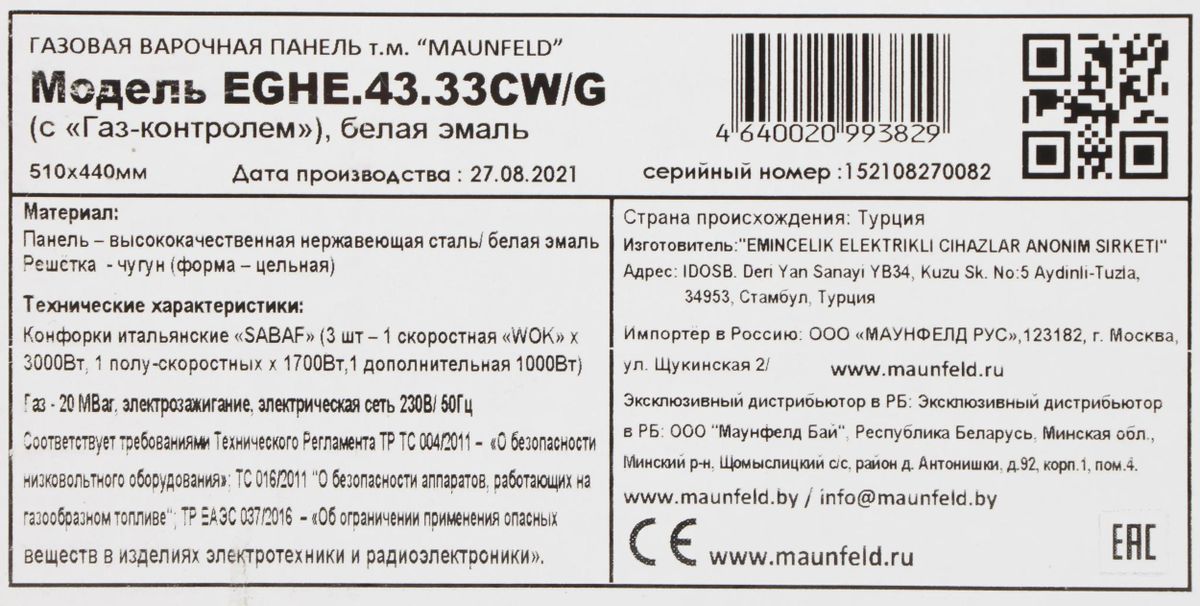 ГАЗОВАЯ ВАРОЧНАЯ ПАНЕЛЬ т.м. “MAUNFELD”
Модель EGHE.43.33CW/G
(с «Газ-контролем»), белая эмаль
510х440мм Дата производства : 27.08.2021
4 640020 993829
серийный номер :152108270082
Материал:
Панель – высококачественная нержавеющая сталь/ белая эмаль
Решётка - чугун (форма – цельная)
Технические характеристики:
Конфорки итальянские «SABAF» (3 шт – 1 скоростная «WOK» х
3000Вт, 1 полу-скоростных х 1700Вт,1 дополнительная 1000Вт)
Газ - 20 MBar, электрозажигание, электрическая сеть 230В/ 50Гц
Соответствует требованиями Технического Регламента ТР ТС 004/2011 – «О безопасности
низковольтного оборудования»; ТС 016/2011 "О безопасности аппаратов, работающих на
газообразном топливе"; ТР ЕАЭС 037/2016 – «Об ограничении применения опасных
веществ в изделиях электротехники и радиоэлектроники».
Страна происхождения: Турция
Изготовитель:"EMINCELIK ELEKTRIKLI CIHAZLAR ANONIM SIRKETI"
Адрес: IDOSB. Deri Yan Sanayi YB34, Kuzu Sk. No:5 Aydinli-Tuzla,
34953, Стамбул, Турция
Импортёр в Россию: ООО «МАУНФЕЛД РУС»,123182, г. Москва,
ул. Щукинская 2/ www.maunfeld.ru
Эксклюзивный дистрибьютор в РБ: Эксклюзивный дистрибьютор
в РБ: ООО "Маунфелд Бай", Республика Беларусь, Минская обл.,
Минский р-н, Щомыслицкий с/с, район д. Антонишки, д.92, корп.1, пом.4.
www.maunfeld.by / info@maunfeld.by
CE www.maunfeld.ru
EAC